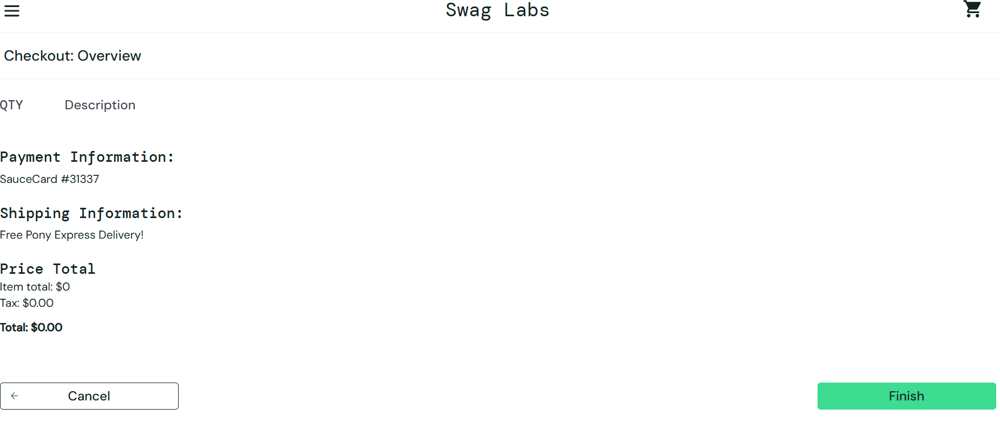 Swag Labs
Checkout: Overview
QTY Description
Payment Information:
SauceCard #31337
Shipping Information:
Free Pony Express Delivery!
Price Total
Item total: $0
Tax: $0.00
Total: $0.00
Cancel Finish